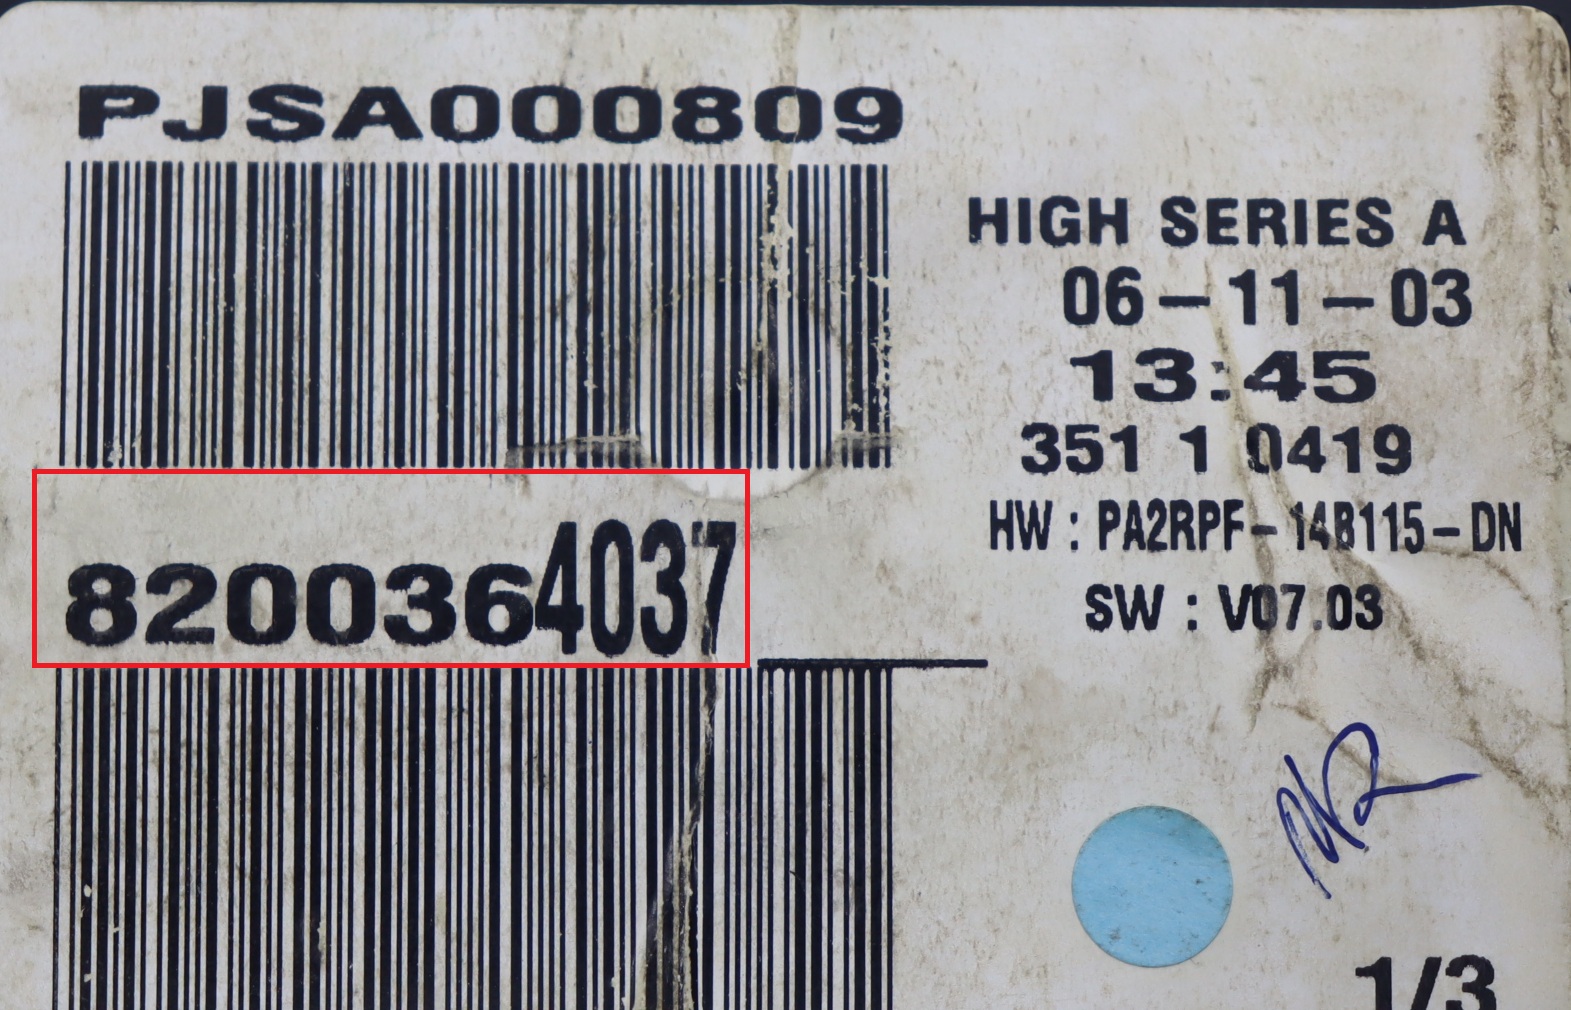 PJSA000809
HIGH SERIES A
06-11-03
13:45
351 1 0419
HW : PA2RPF-14B115-DN
8200364037
SW : V07.03
1/3